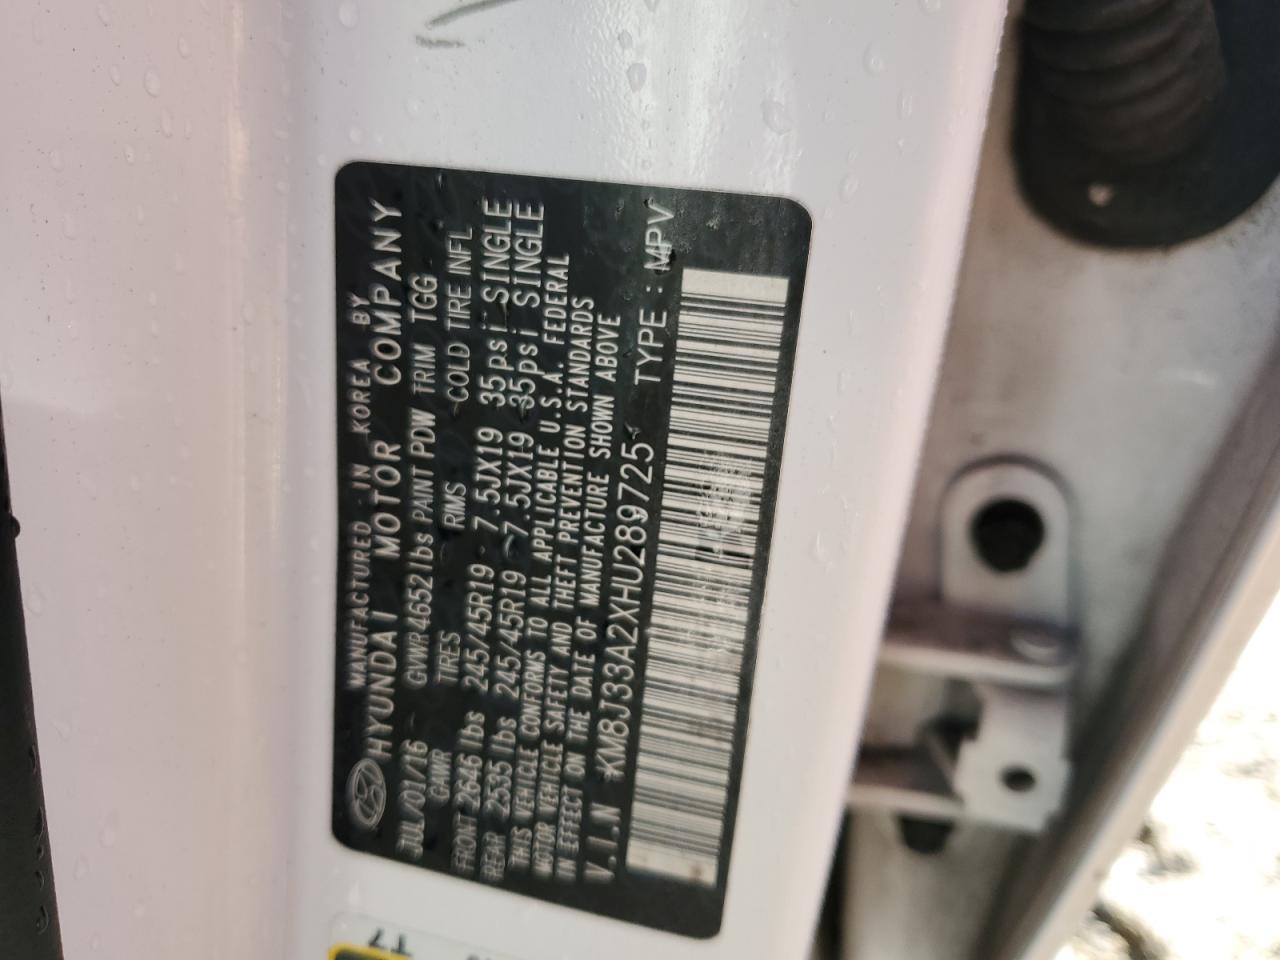 MANUFACTURED IN KOREA BY
HYUNDAI MOTOR COMPANY
JUL/01/16 GVWR 4652 lbs PAINT PDW TRIM TGG
GAWR TIRES RIMS COLD TIRE INFL
FRONT 2646 lbs 245/45R19 - 7.5JX19 35psi SINGLE
REAR 2535 lbs 245/45R19 - 7.5JX19 35psi SINGLE
THIS VEHICLE CONFORMS TO ALL APPLICABLE U.S.A. FEDERAL
MOTOR VEHICLE SAFETY AND THEFT PREVENTION STANDARDS
IN EFFECT ON THE DATE OF MANUFACTURE SHOWN ABOVE
V.I.N KM8J33A2XHU289725 TYPE : MPV